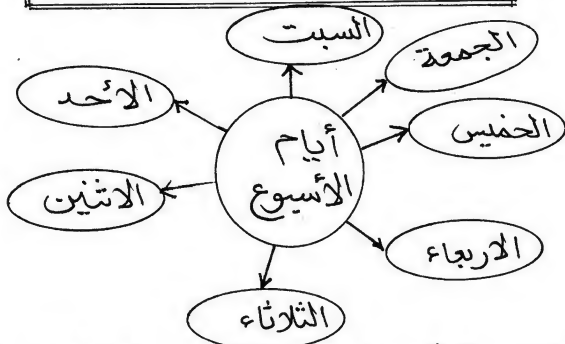 السبت
الجمعة
الأحد
الخميس
أيام
الأسبوع
الاثنين
الاربعاء
الثلاثاء